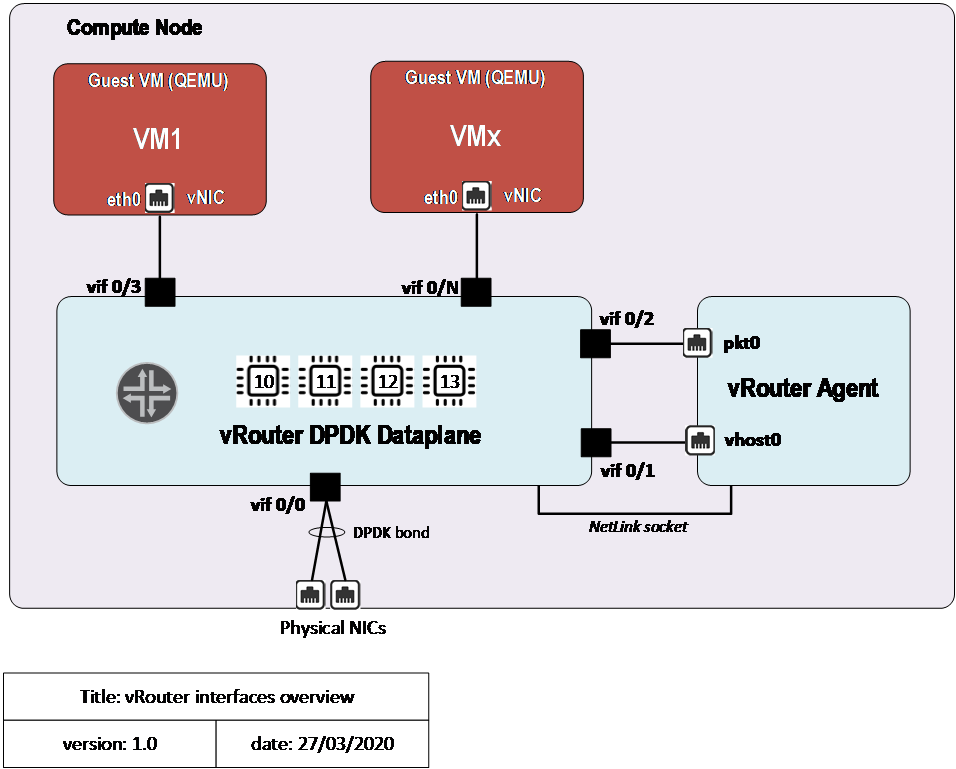 Compute Node
Guest VM (QEMU)
VM1
eth0 vNIC
Guest VM (QEMU)
VMx
eth0 vNIC
vif 0/3
vif 0/N
vif 0/2
pkt0
10 11 12 13
vRouter DPDK Dataplane
vRouter Agent
vhost0
vif 0/1
vif 0/0
NetLink socket
DPDK bond
Physical NICs
Title: vRouter interfaces overview
version: 1.0
date: 27/03/2020